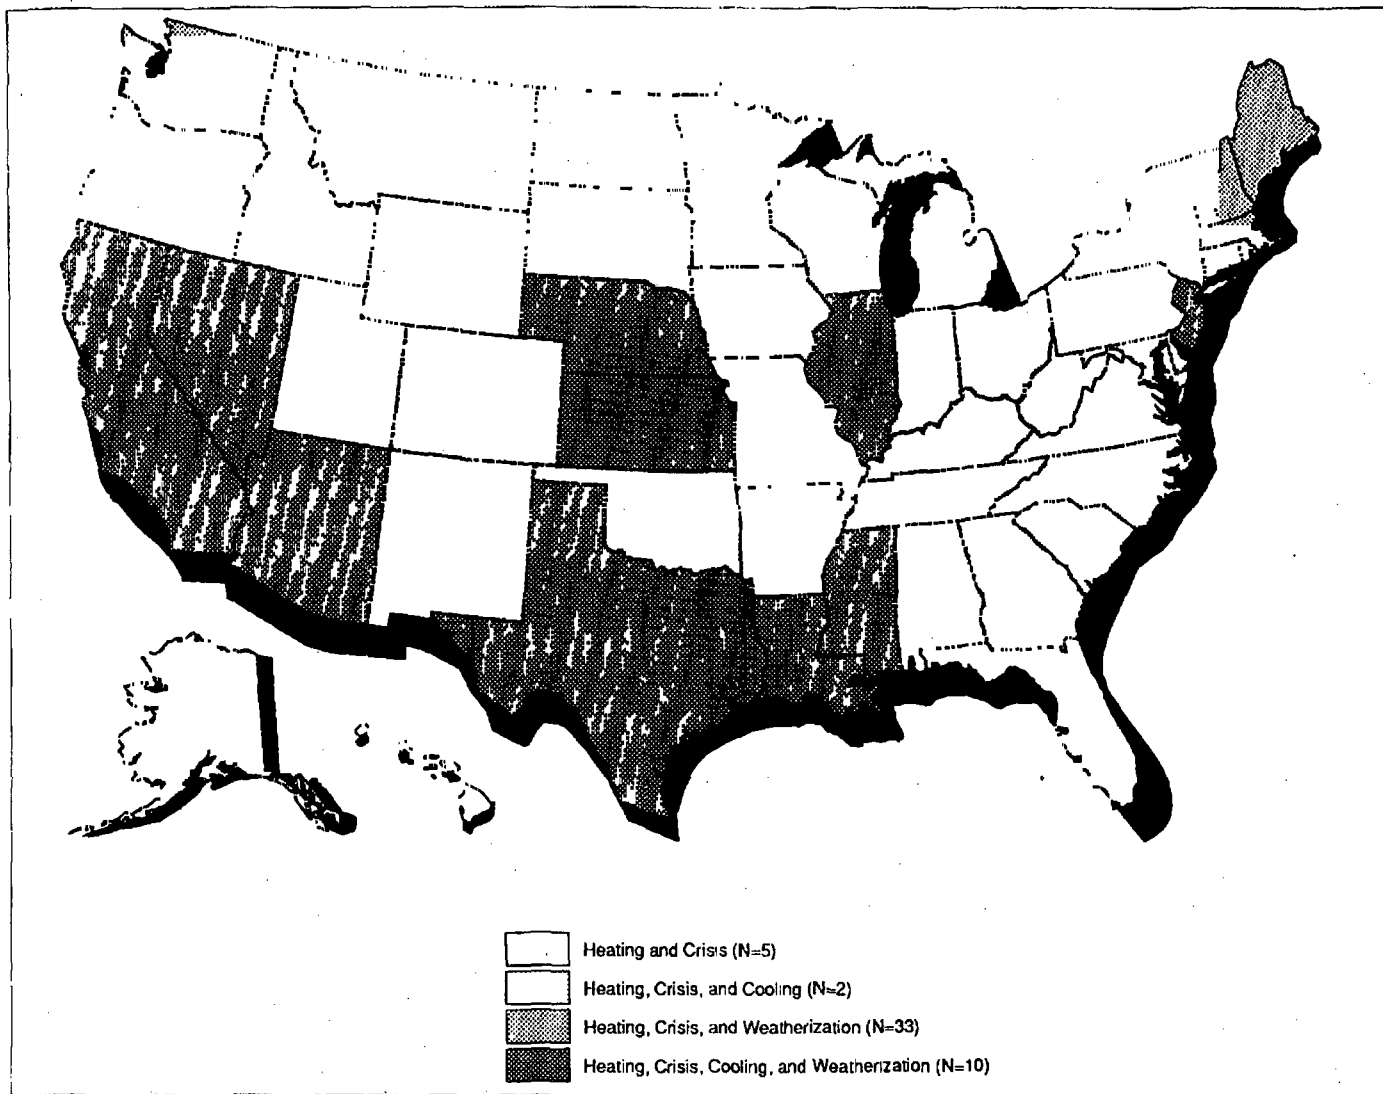 Heating and Crisis (N=5)
Heating, Crisis, and Cooling (N=2)
Heating, Crisis, and Weatherization (N=33)
Heating, Crisis, Cooling, and Weatherization (N=10)